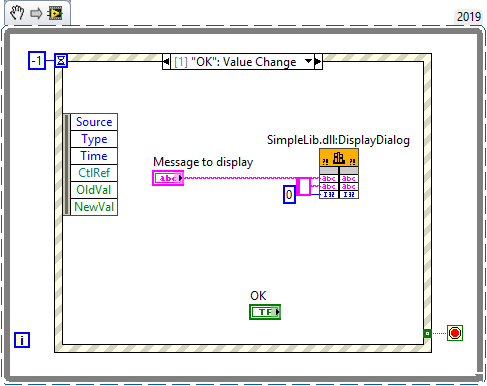 2019
-1
[1] "OK": Value Change
Source
Type
Time
CtlRef
OldVal
NewVal
SimpleLib.dll:DisplayDialog
Message to display
abc
?! ?!
abc abc
abc abc
0
I32 I32
OK
TF
i